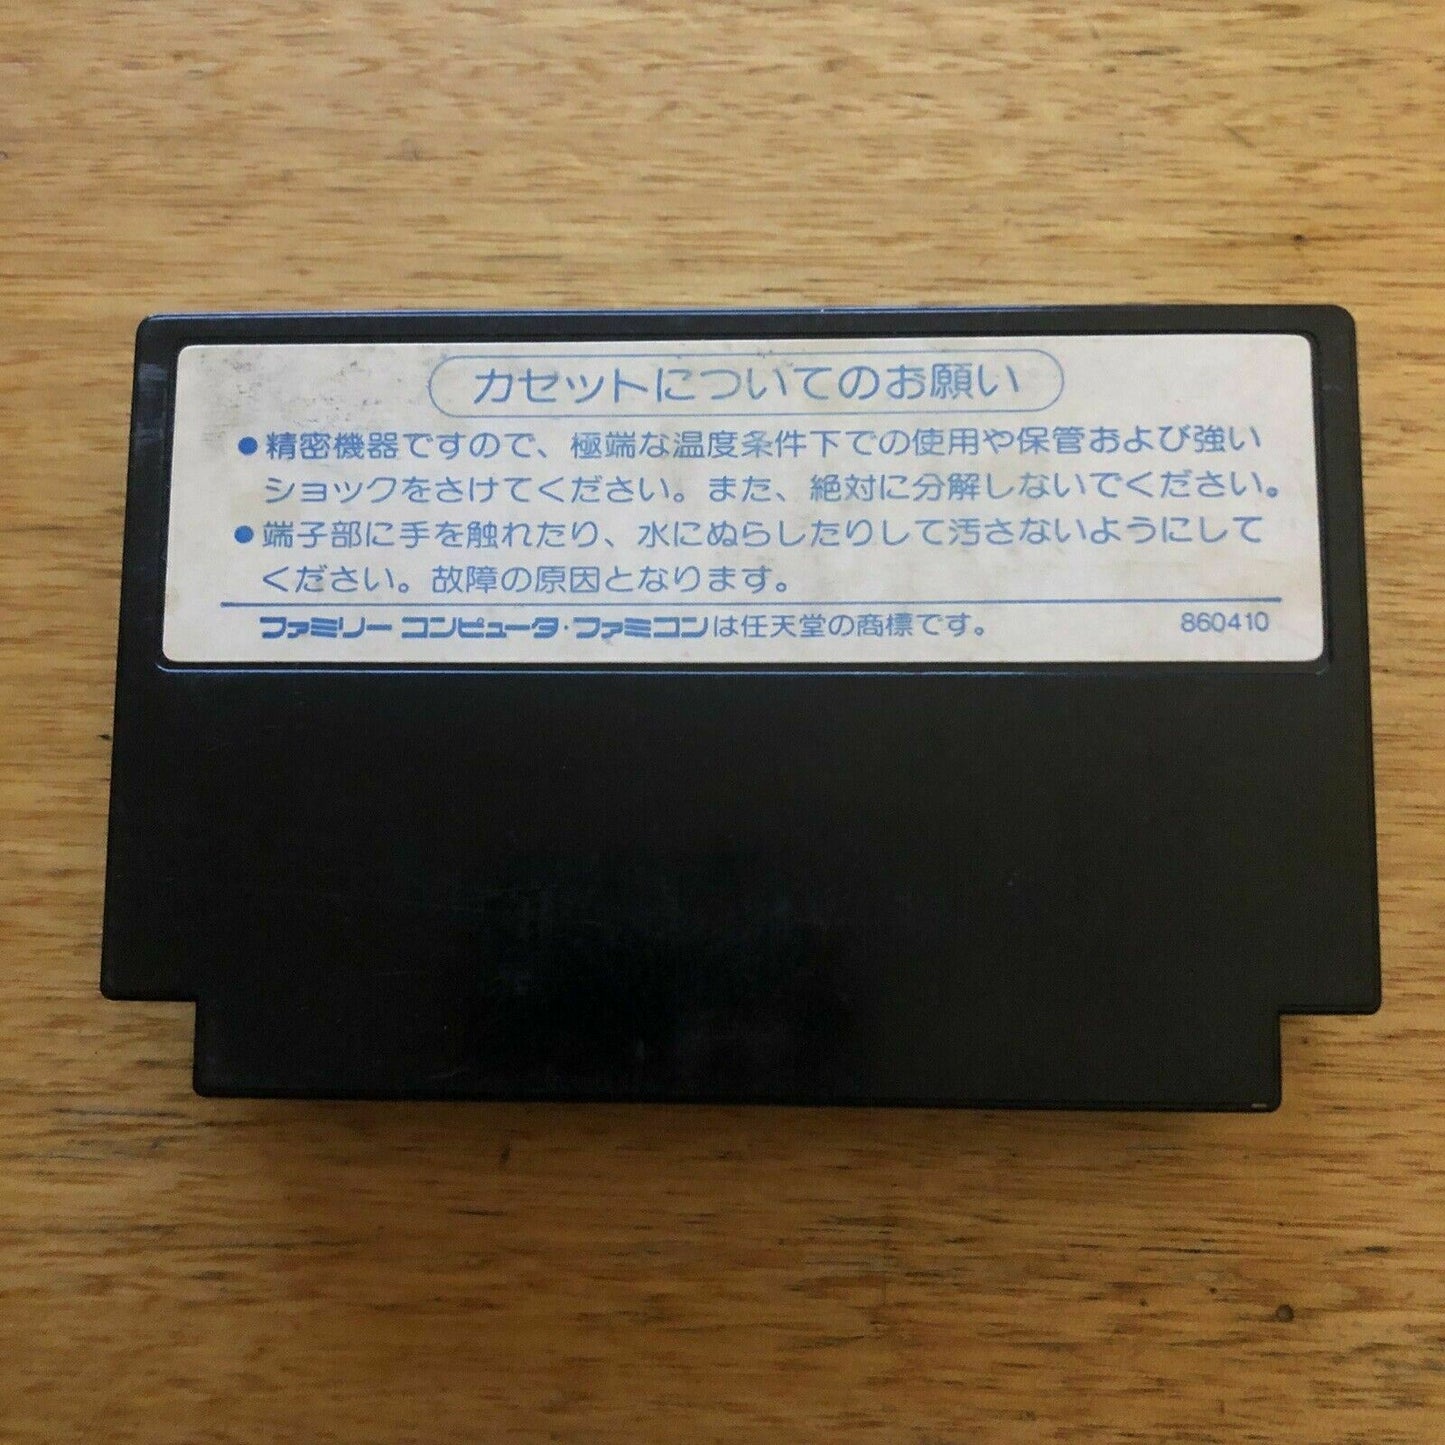 カセットについてのお願い
●精密機器ですので、極端な温度条件下での使用や保管および強い
ショックをさけてください。また、絶対に分解しないでください。
●端子部に手を触れたり、水にぬらしたりして汚さないようにして
ください。故障の原因となります。
ファミリーコンピュータ・ファミコンは任天堂の商標です。 860410